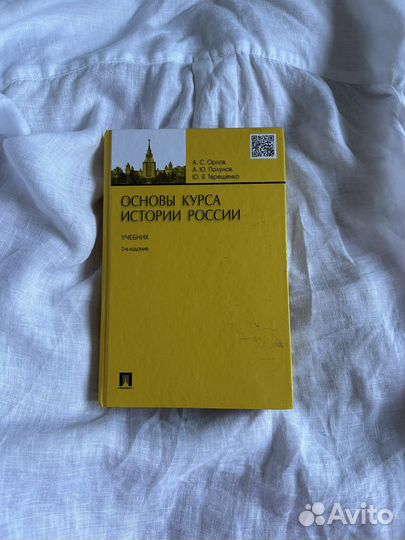 А. С. Орлов,
А. Ю. Полунов,
Ю. Я. Терещенко
ОСНОВЫ КУРСА
ИСТОРИИ РОССИИ
УЧЕБНИК
2-е издание
Avito